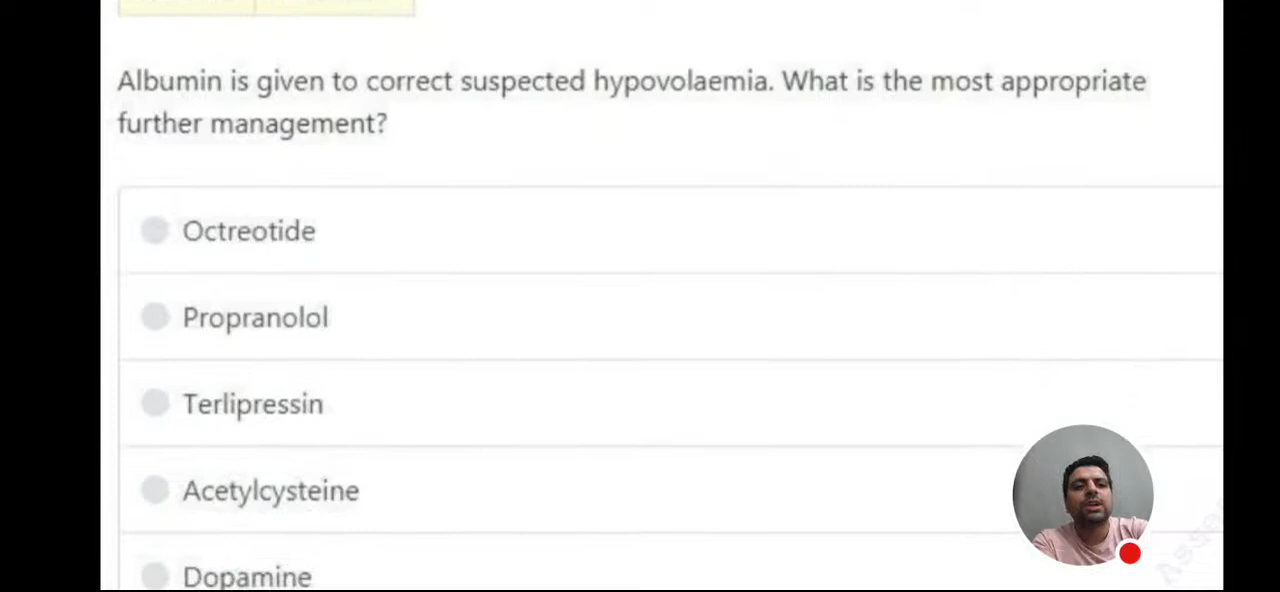 Albumin is given to correct suspected hypovolaemia. What is the most appropriate
further management?
Octreotide
Propranolol
Terlipressin
Acetylcysteine
Dopamine